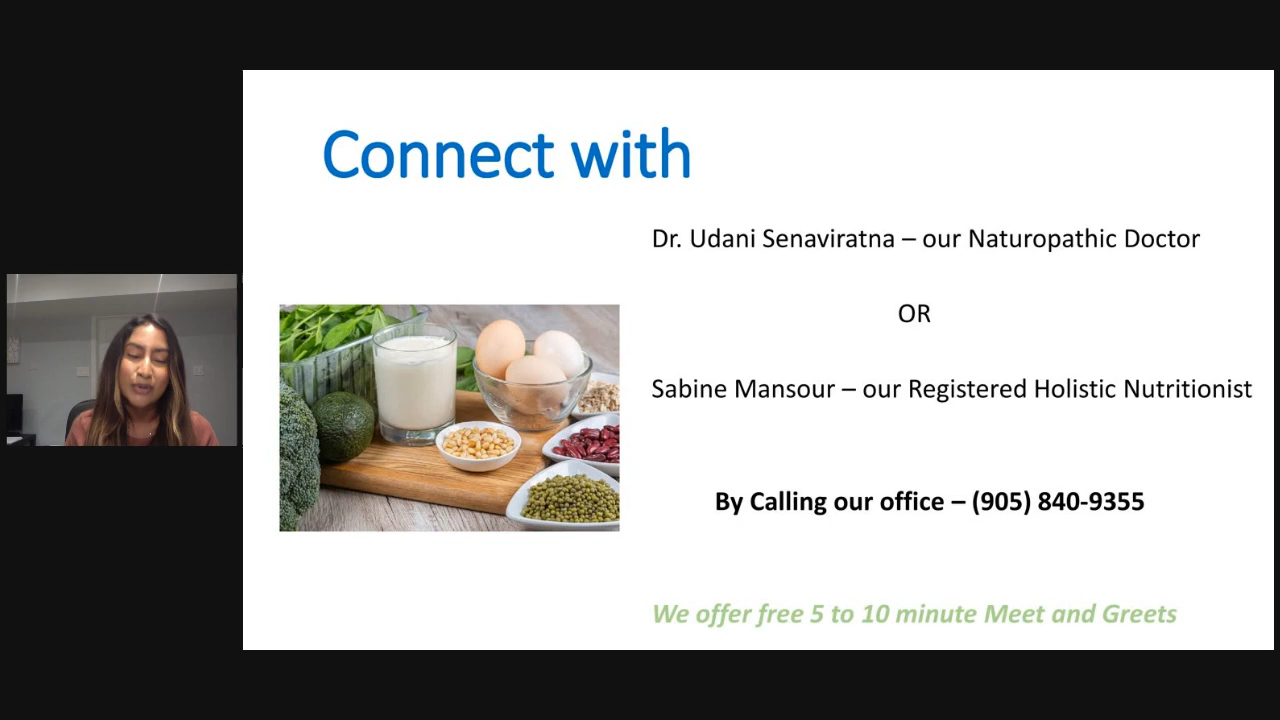 Connect with
Dr. Udani Senaviratna – our Naturopathic Doctor
OR
Sabine Mansour – our Registered Holistic Nutritionist
By Calling our office – (905) 840-9355
We offer free 5 to 10 minute Meet and Greets